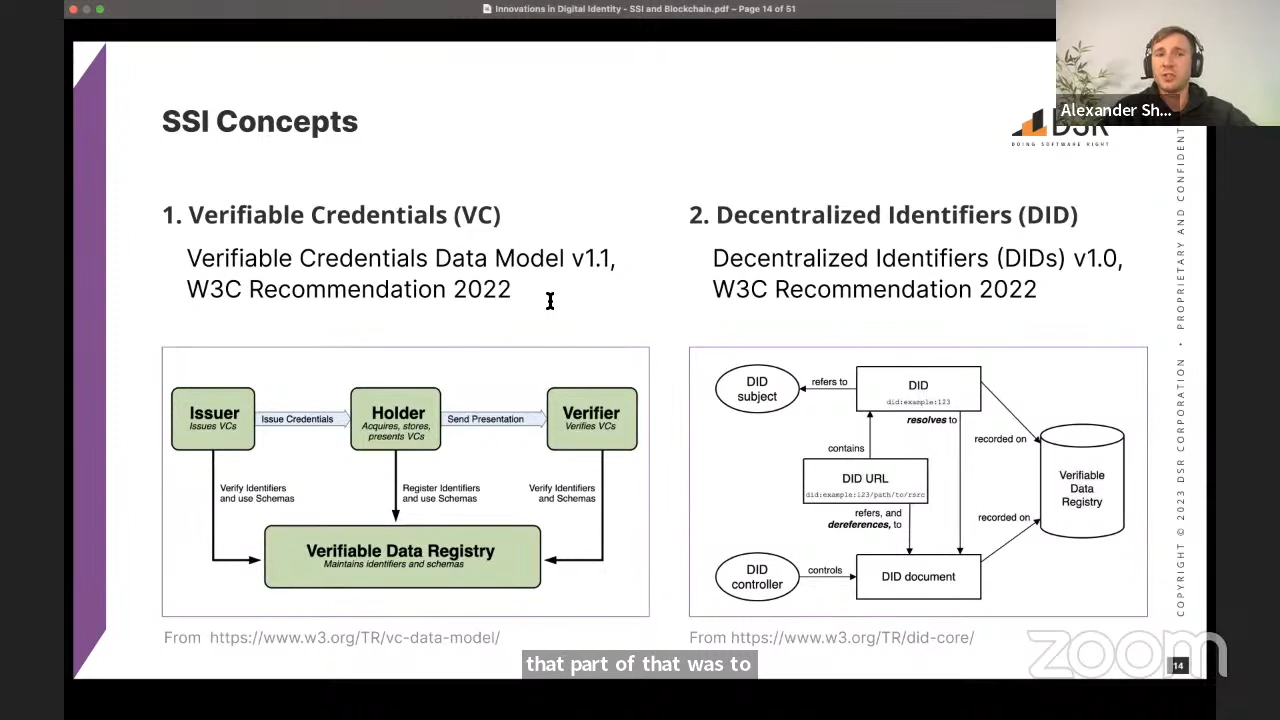 Innovations in Digital Identity - SSI and Blockchain.pdf – Page 14 of 51
Alexander Sh...
SSI Concepts
DSR
DOING SOFTWARE RIGHT
1. Verifiable Credentials (VC)
Verifiable Credentials Data Model v1.1,
W3C Recommendation 2022
Issuer
Issues VCs
Issue Credentials
Holder
Acquires, stores,
presents VCs
Send Presentation
Verifier
Verifies VCs
Verify Identifiers
and use Schemas
Register Identifiers
and use Schemas
Verify Identifiers
and Schemas
Verifiable Data Registry
Maintains identifiers and schemas
From https://www.w3.org/TR/vc-data-model/
2. Decentralized Identifiers (DID)
Decentralized Identifiers (DIDs) v1.0,
W3C Recommendation 2022
DID
subject
refers to
DID
did:example:123
resolves to
recorded on
contains
DID URL
did:example:123/path/to/rsrc
Verifiable
Data
Registry
refers, and
dereferences, to
recorded on
DID
controller
controls
DID document
From https://www.w3.org/TR/did-core/
COPYRIGHT © 2023 DSR CORPORATION • PROPRIETARY AND CONFIDENT
zoom
14
that part of that was to